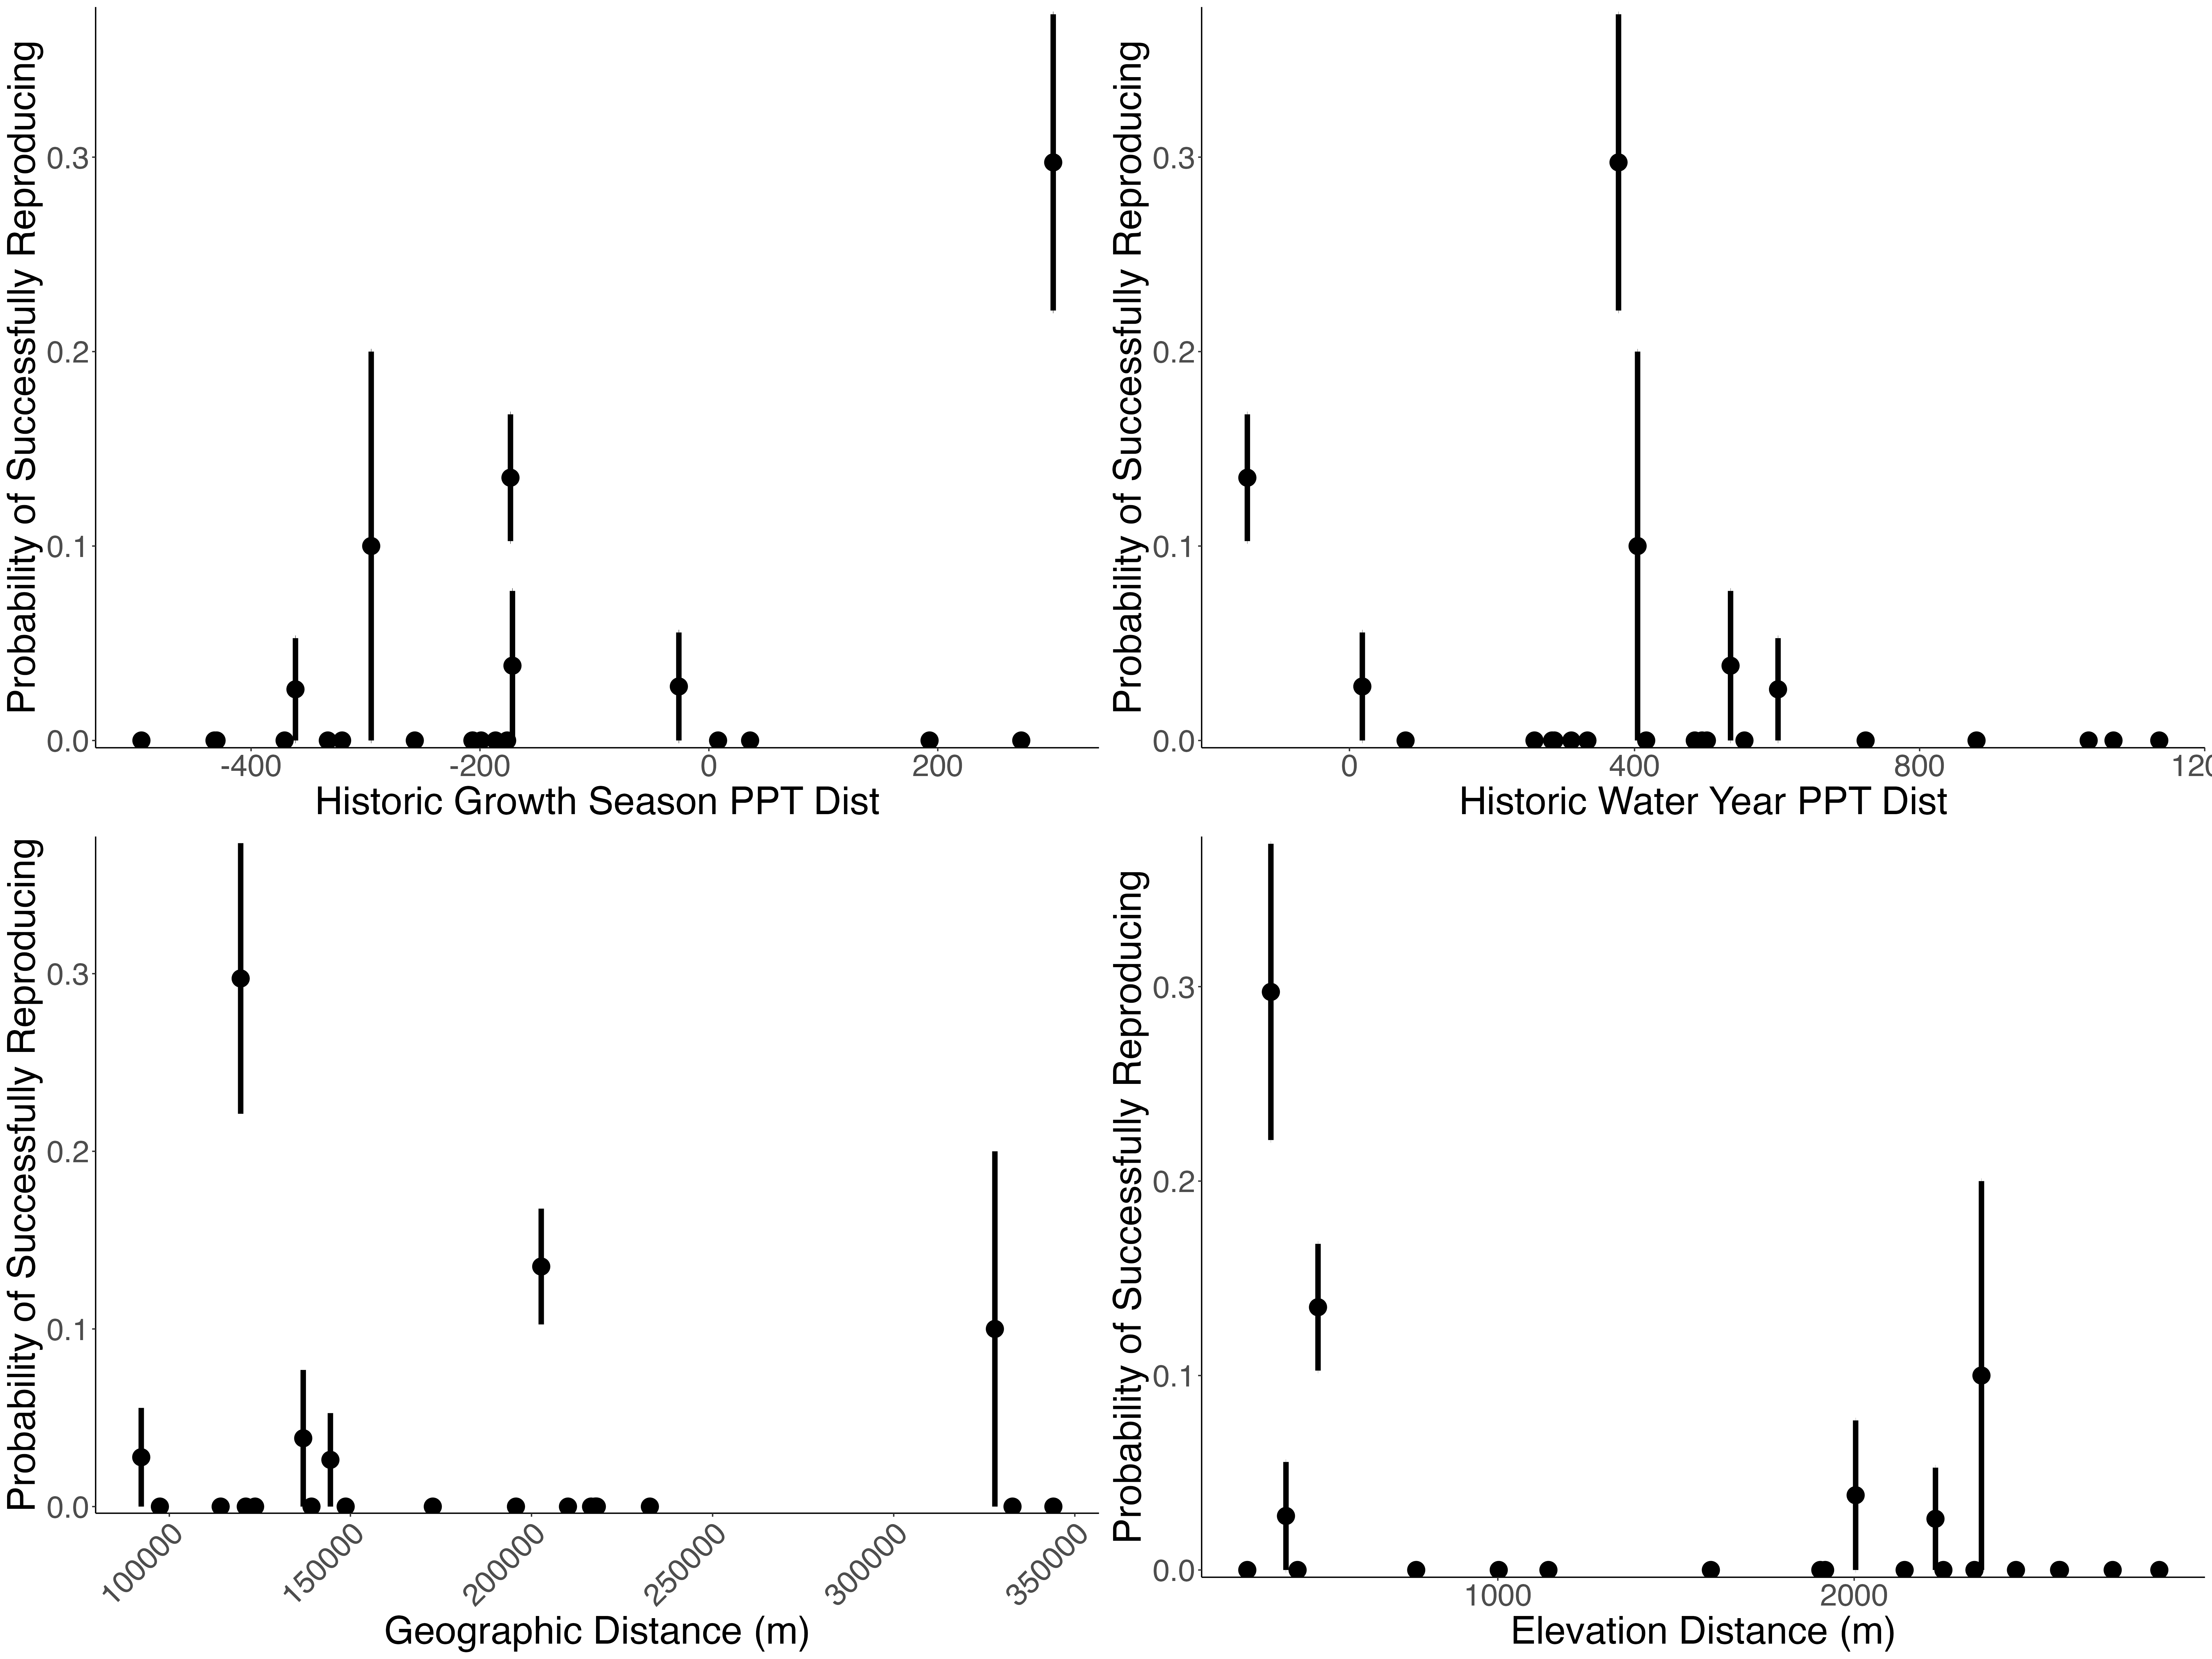 Probability of Successfully Reproducing
0.3
0.2
0.1
0.0
-400 -200 0 200
Historic Growth Season PPT Dist
Probability of Successfully Reproducing
0.3
0.2
0.1
0.0
0 400 800 120
Historic Water Year PPT Dist
Probability of Successfully Reproducing
0.3
0.2
0.1
0.0
100000 150000 200000 250000 300000 350000
Geographic Distance (m)
Probability of Successfully Reproducing
0.3
0.2
0.1
0.0
1000 2000
Elevation Distance (m)